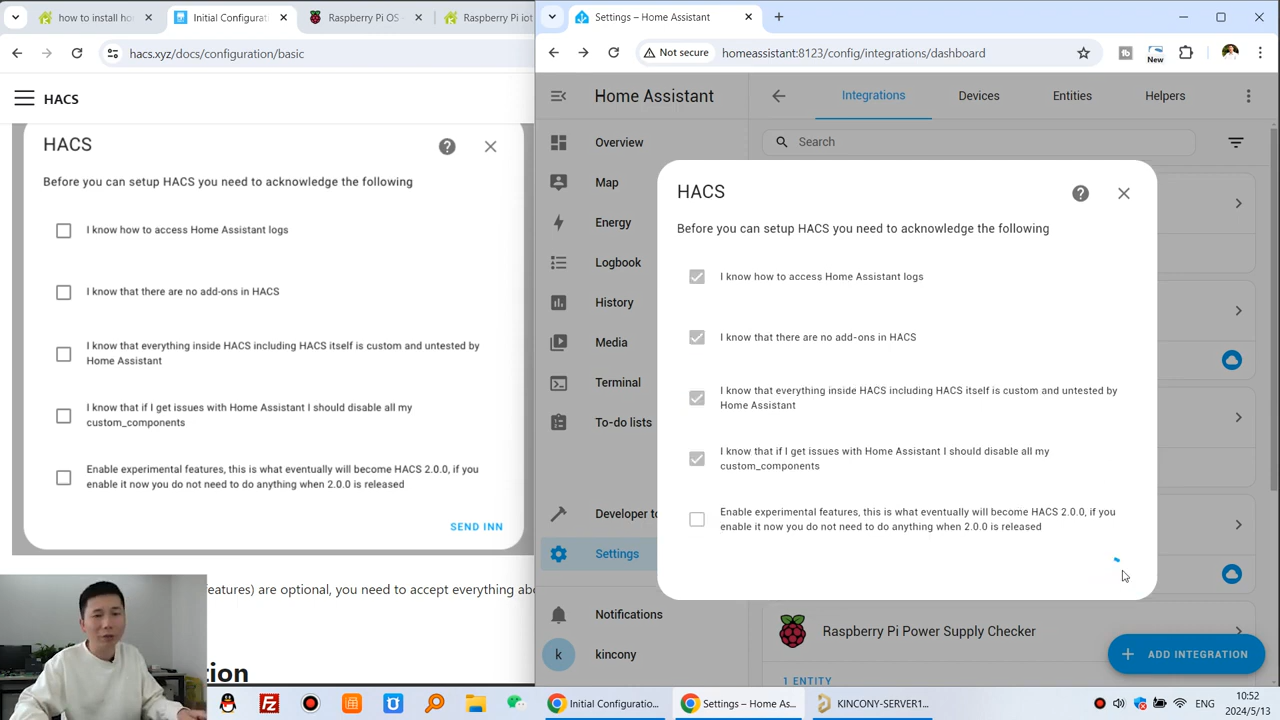 how to install hom
Initial Configurat
Raspberry Pi OS –
Raspberry Pi iot
hacs.xyz/docs/configuration/basic
HACS
HACS
Before you can setup HACS you need to acknowledge the following
I know how to access Home Assistant logs
I know that there are no add-ons in HACS
I know that everything inside HACS including HACS itself is custom and untested by
Home Assistant
I know that if I get issues with Home Assistant I should disable all my
custom_components
Enable experimental features, this is what eventually will become HACS 2.0.0, if you
enable it now you do not need to do anything when 2.0.0 is released
SEND INN
eatures) are optional, you need to accept everything abo
tion
Settings – Home Assistant
Not secure
homeassistant:8123/config/integrations/dashboard
New
Home Assistant
Integrations
Devices
Entities
Helpers
Search
Overview
Map
Energy
Logbook
History
Media
Terminal
To-do lists
Developer to
Settings
Notifications
k
kincony
HACS
Before you can setup HACS you need to acknowledge the following
I know how to access Home Assistant logs
I know that there are no add-ons in HACS
I know that everything inside HACS including HACS itself is custom and untested by
Home Assistant
I know that if I get issues with Home Assistant I should disable all my
custom_components
Enable experimental features, this is what eventually will become HACS 2.0.0, if you
enable it now you do not need to do anything when 2.0.0 is released
Raspberry Pi Power Supply Checker
1 ENTITY
ADD INTEGRATION
Initial Configuratio...
Settings – Home As...
KINCONY-SERVER1...
ENG
10:52
2024/5/13